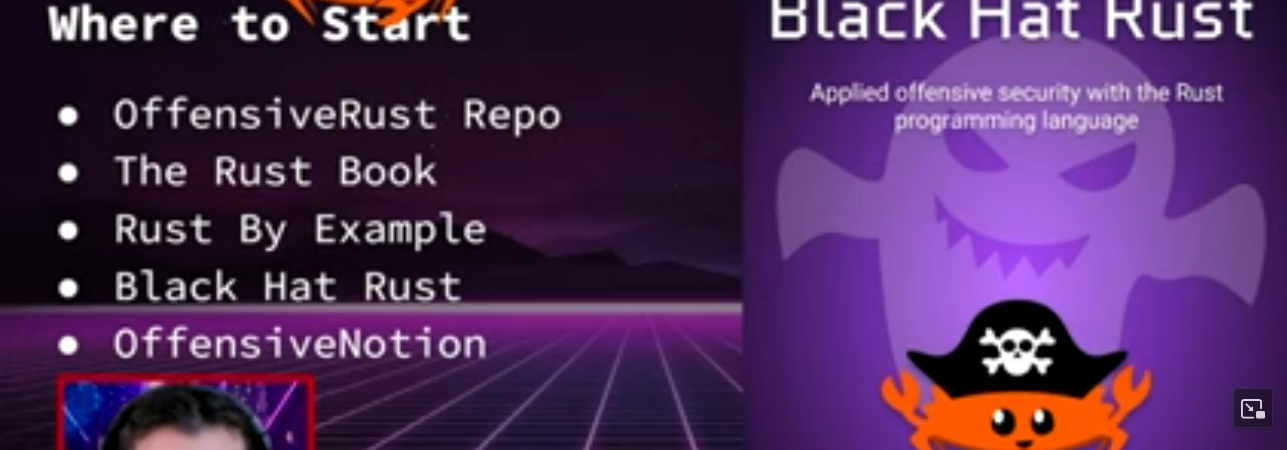 Where to Start
OffensiveRust Repo
The Rust Book
Rust By Example
Black Hat Rust
OffensiveNotion
Black Hat Rust
Applied offensive security with the Rust
programming language